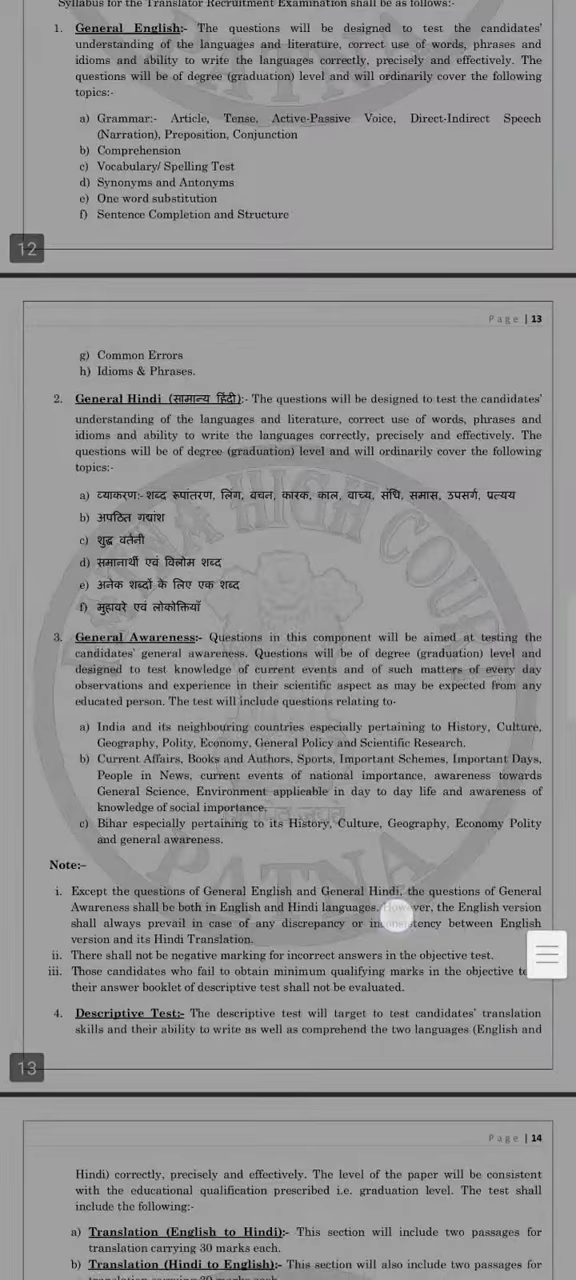 Syllabus for the Translator Recruitment Examination shall be as follows:-
1. General English:- The questions will be designed to test the candidates'
understanding of the languages and literature, correct use of words, phrases and
idioms and ability to write the languages correctly, precisely and effectively. The
questions will be of degree (graduation) level and will ordinarily cover the following
topics:-
a) Grammar:- Article, Tense, Active-Passive Voice, Direct-Indirect Speech
(Narration), Preposition, Conjunction
b) Comprehension
c) Vocabulary/ Spelling Test
d) Synonyms and Antonyms
e) One word substitution
f) Sentence Completion and Structure
12
Page | 13
g) Common Errors
h) Idioms & Phrases.
2. General Hindi (सामान्य हिंदी):- The questions will be designed to test the candidates'
understanding of the languages and literature, correct use of words, phrases and
idioms and ability to write the languages correctly, precisely and effectively. The
questions will be of degree (graduation) level and will ordinarily cover the following
topics:-
a) व्याकरण:- शब्द रूपांतरण, लिंग, वचन, कारक, काल, वाच्य, संधि, समास, उपसर्ग, प्रत्यय
b) अपठित गद्यांश
c) शुद्ध वर्तनी
d) समानार्थी एवं विलोम शब्द
e) अनेक शब्दों के लिए एक शब्द
f) मुहावरे एवं लोकोक्तियाँ
3. General Awareness:- Questions in this component will be aimed at testing the
candidates' general awareness. Questions will be of degree (graduation) level and
designed to test knowledge of current events and of such matters of every day
observations and experience in their scientific aspect as may be expected from any
educated person. The test will include questions relating to-
a) India and its neighbouring countries especially pertaining to History, Culture,
Geography, Polity, Economy, General Policy and Scientific Research.
b) Current Affairs, Books and Authors, Sports, Important Schemes, Important Days,
People in News, current events of national importance, awareness towards
General Science, Environment applicable in day to day life and awareness of
knowledge of social importance.
c) Bihar especially pertaining to its History, Culture, Geography, Economy Polity
and general awareness.
Note:–
i. Except the questions of General English and General Hindi, the questions of General
Awareness shall be both in English and Hindi languages. However, the English version
shall always prevail in case of any discrepancy or inconsistency between English
version and its Hindi Translation.
ii. There shall not be negative marking for incorrect answers in the objective test.
iii. Those candidates who fail to obtain minimum qualifying marks in the objective te
their answer booklet of descriptive test shall not be evaluated.
4. Descriptive Test:- The descriptive test will target to test candidates' translation
skills and their ability to write as well as comprehend the two languages (English and
13
Page | 14
Hindi) correctly, precisely and effectively. The level of the paper will be consistent
with the educational qualification prescribed i.e. graduation level. The test shall
include the following:-
a) Translation (English to Hindi):- This section will include two passages for
translation carrying 30 marks each.
b) Translation (Hindi to English):- This section will also include two passages for
PATNA HIGH COURT
PATNA